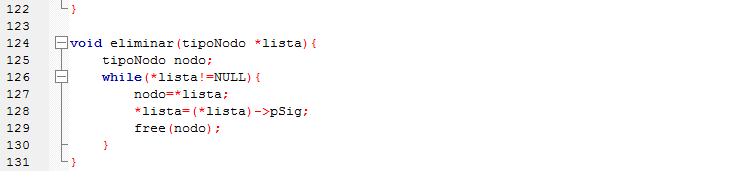 122 }
123
124 void eliminar(tipoNodo *lista){
125 tipoNodo nodo;
126 while(*lista!=NULL){
127 nodo=*lista;
128 *lista=(*lista)->pSig;
129 free(nodo);
130 }
131 }